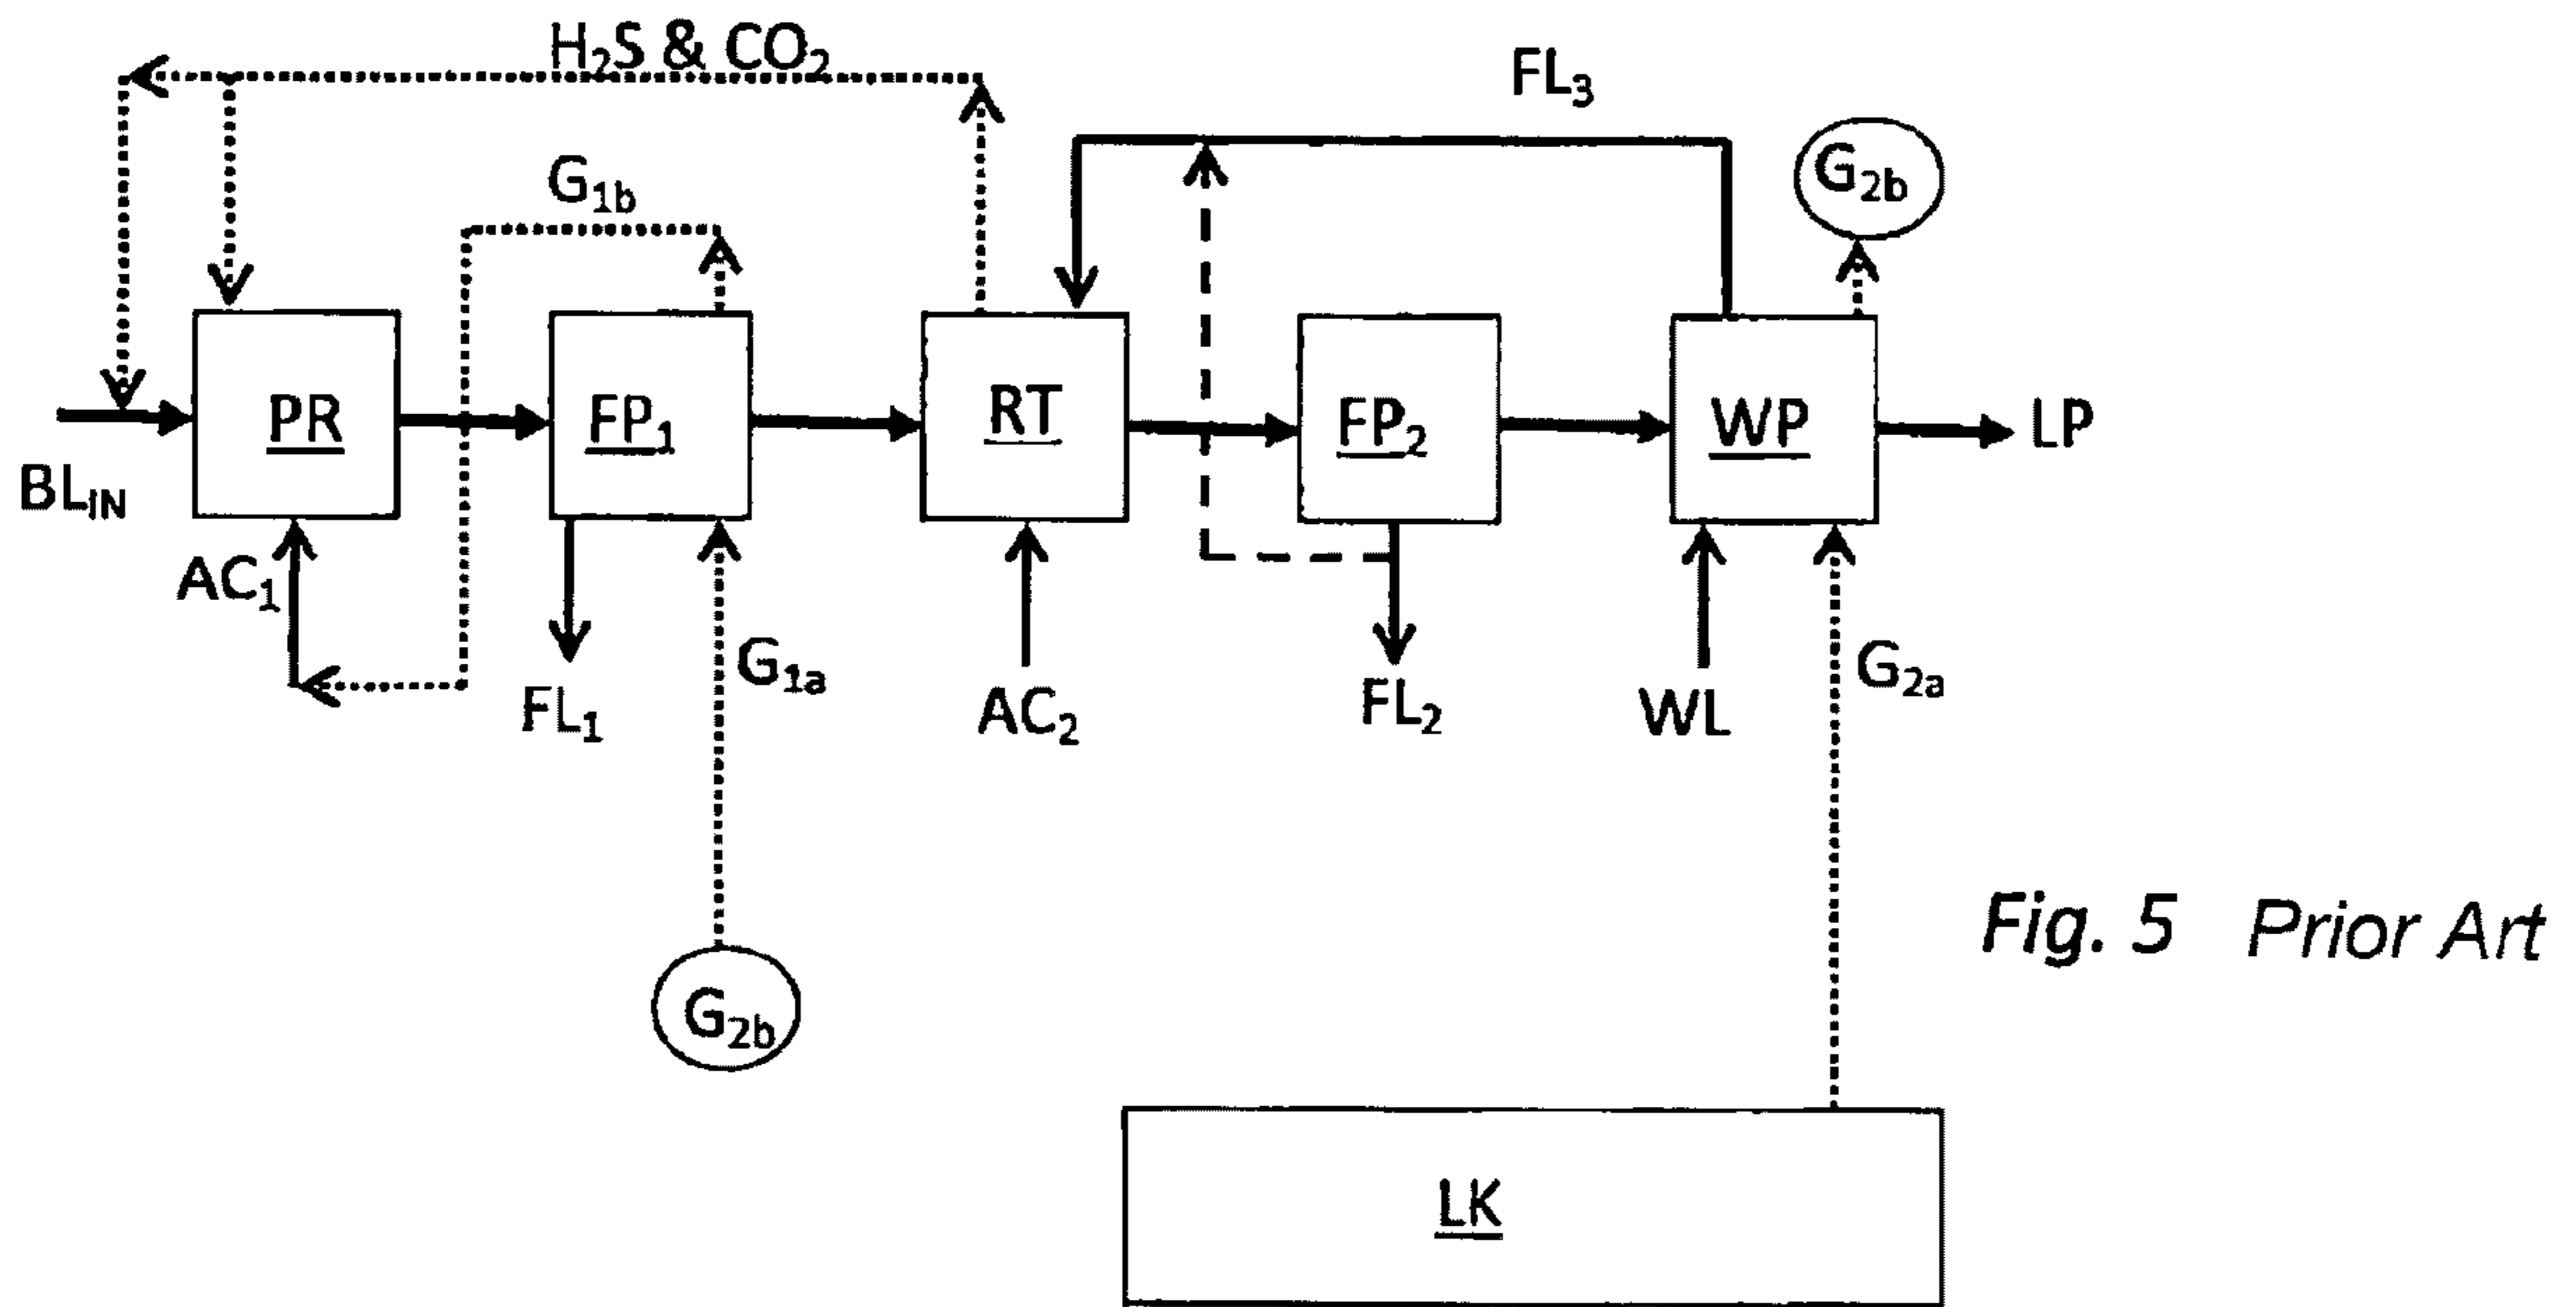 H₂S & CO₂
FL₃
G₂b
G₁b
PR
FP₁
RT
FP₂
WP
LP
BL_IN
AC₁
G₁a
G₂a
FL₁
AC₂
FL₂
WL
G₂b
Fig. 5 Prior Art
LK